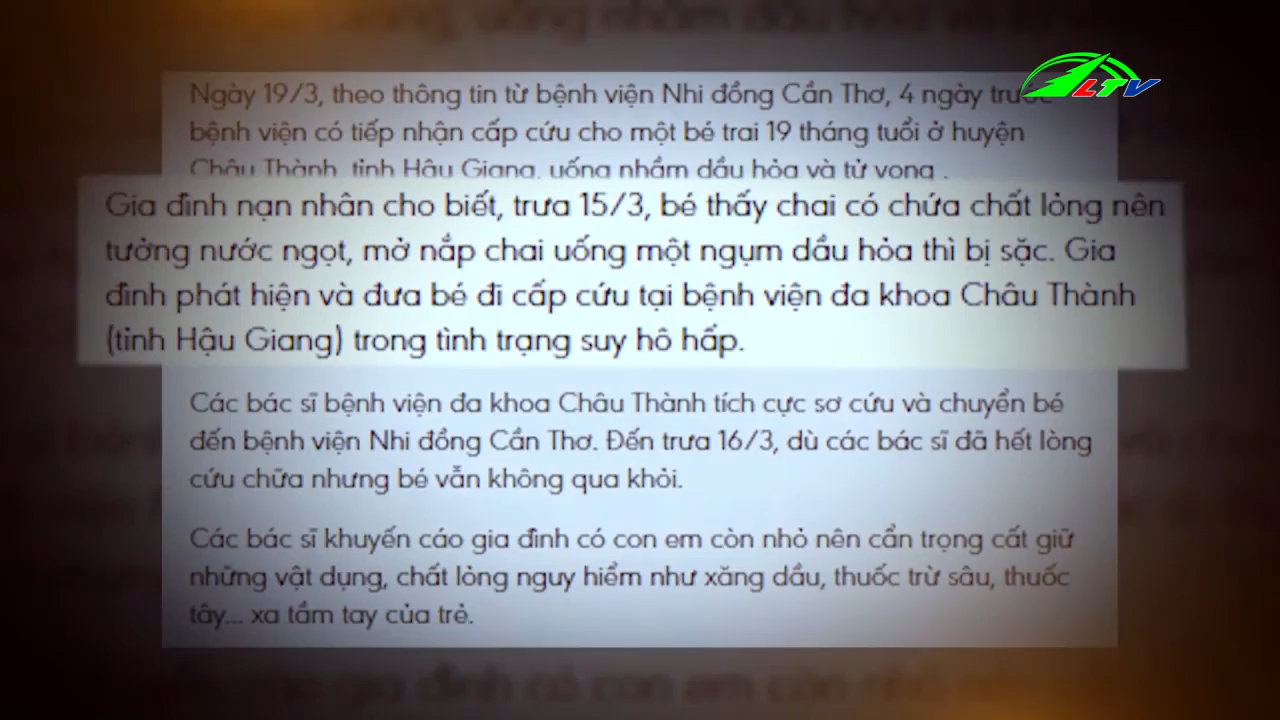 LTV
Ngày 19/3, theo thông tin từ bệnh viện Nhi đồng Cần Thơ, 4 ngày trước
bệnh viện có tiếp nhận cấp cứu cho một bé trai 19 tháng tuổi ở huyện
Châu Thành, tỉnh Hậu Giang, uống nhầm dầu hỏa và tử vong .
Gia đình nạn nhân cho biết, trưa 15/3, bé thấy chai có chứa chất lỏng nên
tưởng nước ngọt, mở nắp chai uống một ngụm dầu hỏa thì bị sặc. Gia
đình phát hiện và đưa bé đi cấp cứu tại bệnh viện đa khoa Châu Thành
(tỉnh Hậu Giang) trong tình trạng suy hô hấp.
Các bác sĩ bệnh viện đa khoa Châu Thành tích cực sơ cứu và chuyển bé
đến bệnh viện Nhi đồng Cần Thơ. Đến trưa 16/3, dù các bác sĩ đã hết lòng
cứu chữa nhưng bé vẫn không qua khỏi.
Các bác sĩ khuyến cáo gia đình có con em còn nhỏ nên cẩn trọng cất giữ
những vật dụng, chất lỏng nguy hiểm như xăng dầu, thuốc trừ sâu, thuốc
tây... xa tầm tay của trẻ.